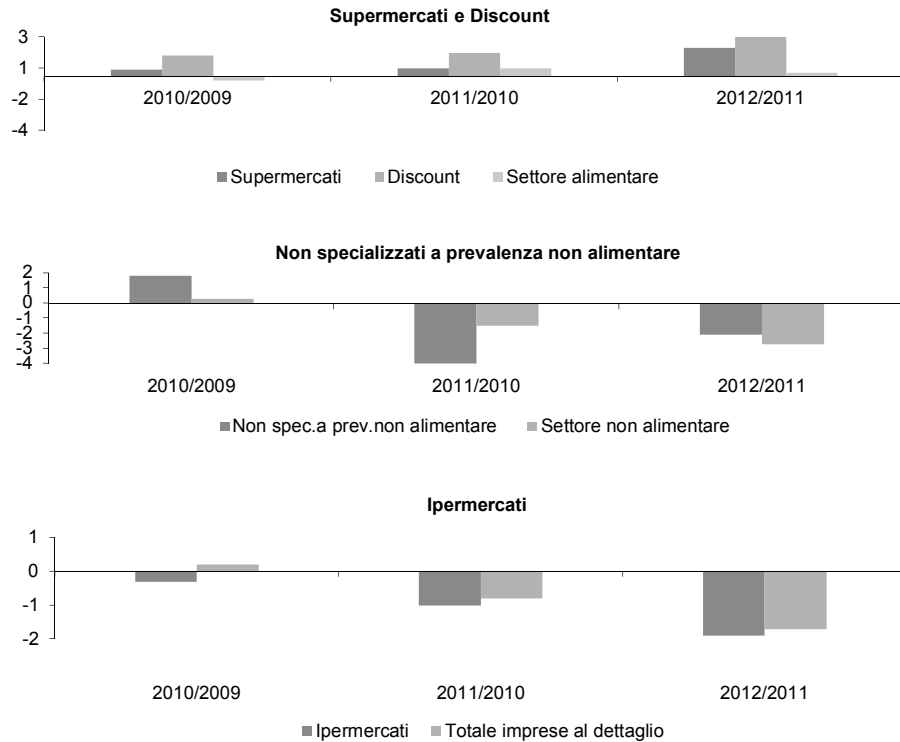 Supermercati e Discount
3
1
-2
-4
2010/2009 2011/2010 2012/2011
Supermercati Discount Settore alimentare
Non specializzati a prevalenza non alimentare
2
1
0
-1
-2
-3
-4
2010/2009 2011/2010 2012/2011
Non spec.a prev.non alimentare Settore non alimentare
Ipermercati
1
0
-1
-2
2010/2009 2011/2010 2012/2011
Ipermercati Totale imprese al dettaglio